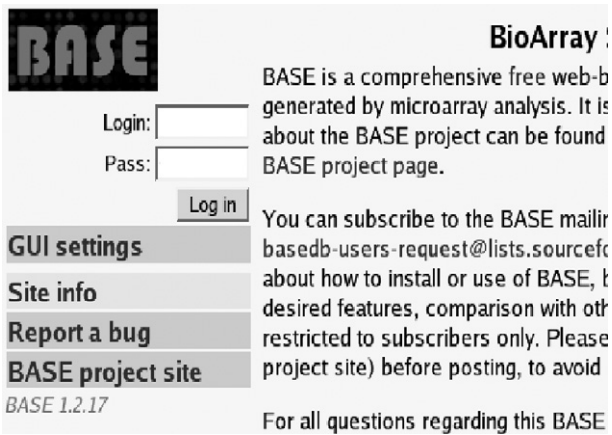 BASE
Login:
Pass:
Log in
GUI settings
Site info
Report a bug
BASE project site
BASE 1.2.17
BioArray
BASE is a comprehensive free web-b
generated by microarray analysis. It is
about the BASE project can be found
BASE project page.
You can subscribe to the BASE mailin
basedb-users-request@lists.sourcefo
about how to install or use of BASE, b
desired features, comparison with oth
restricted to subscribers only. Please
project site) before posting, to avoid
For all questions regarding this BASE